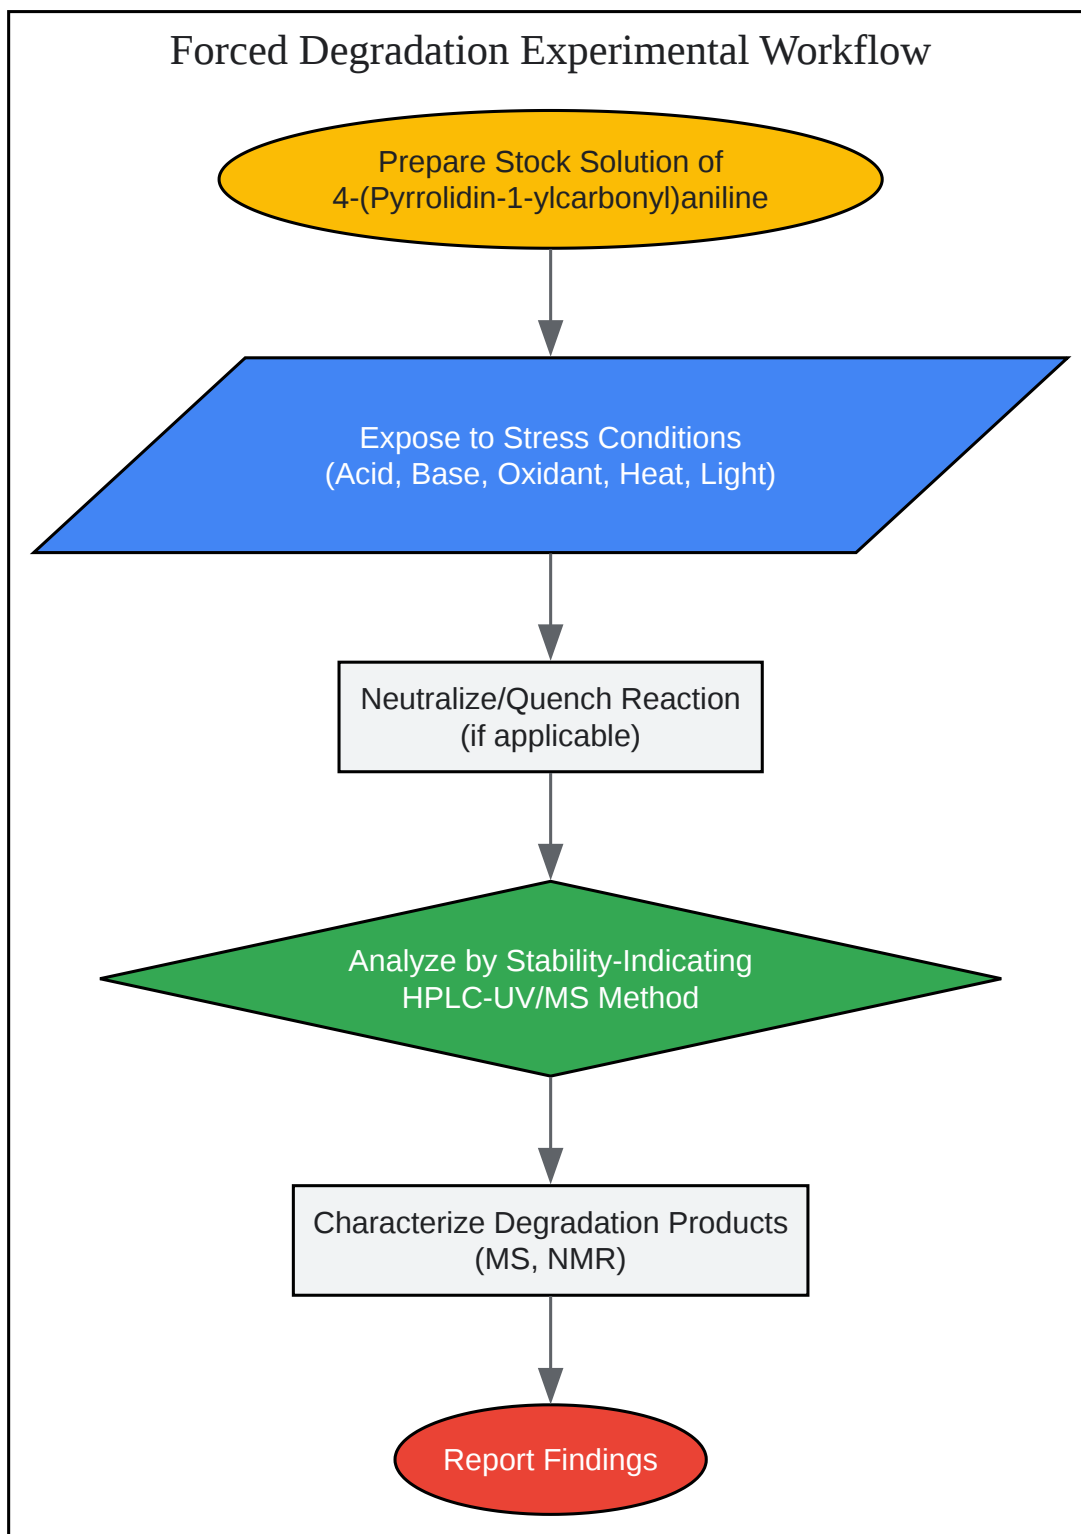 Forced Degradation Experimental Workflow
Prepare Stock Solution of
4-(Pyrrolidin-1-ylcarbonyl)aniline
Expose to Stress Conditions
(Acid, Base, Oxidant, Heat, Light)
Neutralize/Quench Reaction
(if applicable)
Analyze by Stability-Indicating
HPLC-UV/MS Method
Characterize Degradation Products
(MS, NMR)
Report Findings